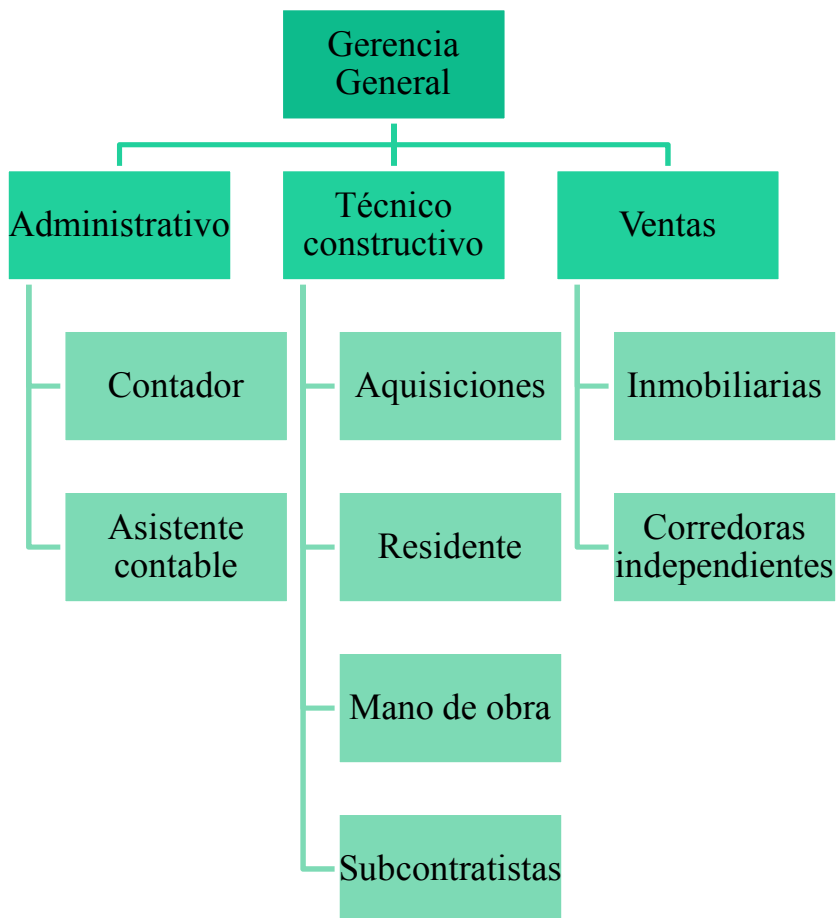 Gerencia
General
Administrativo
Técnico
constructivo
Ventas
Contador
Aquisiciones
Inmobiliarias
Asistente
contable
Residente
Corredoras
independientes
Mano de obra
Subcontratistas